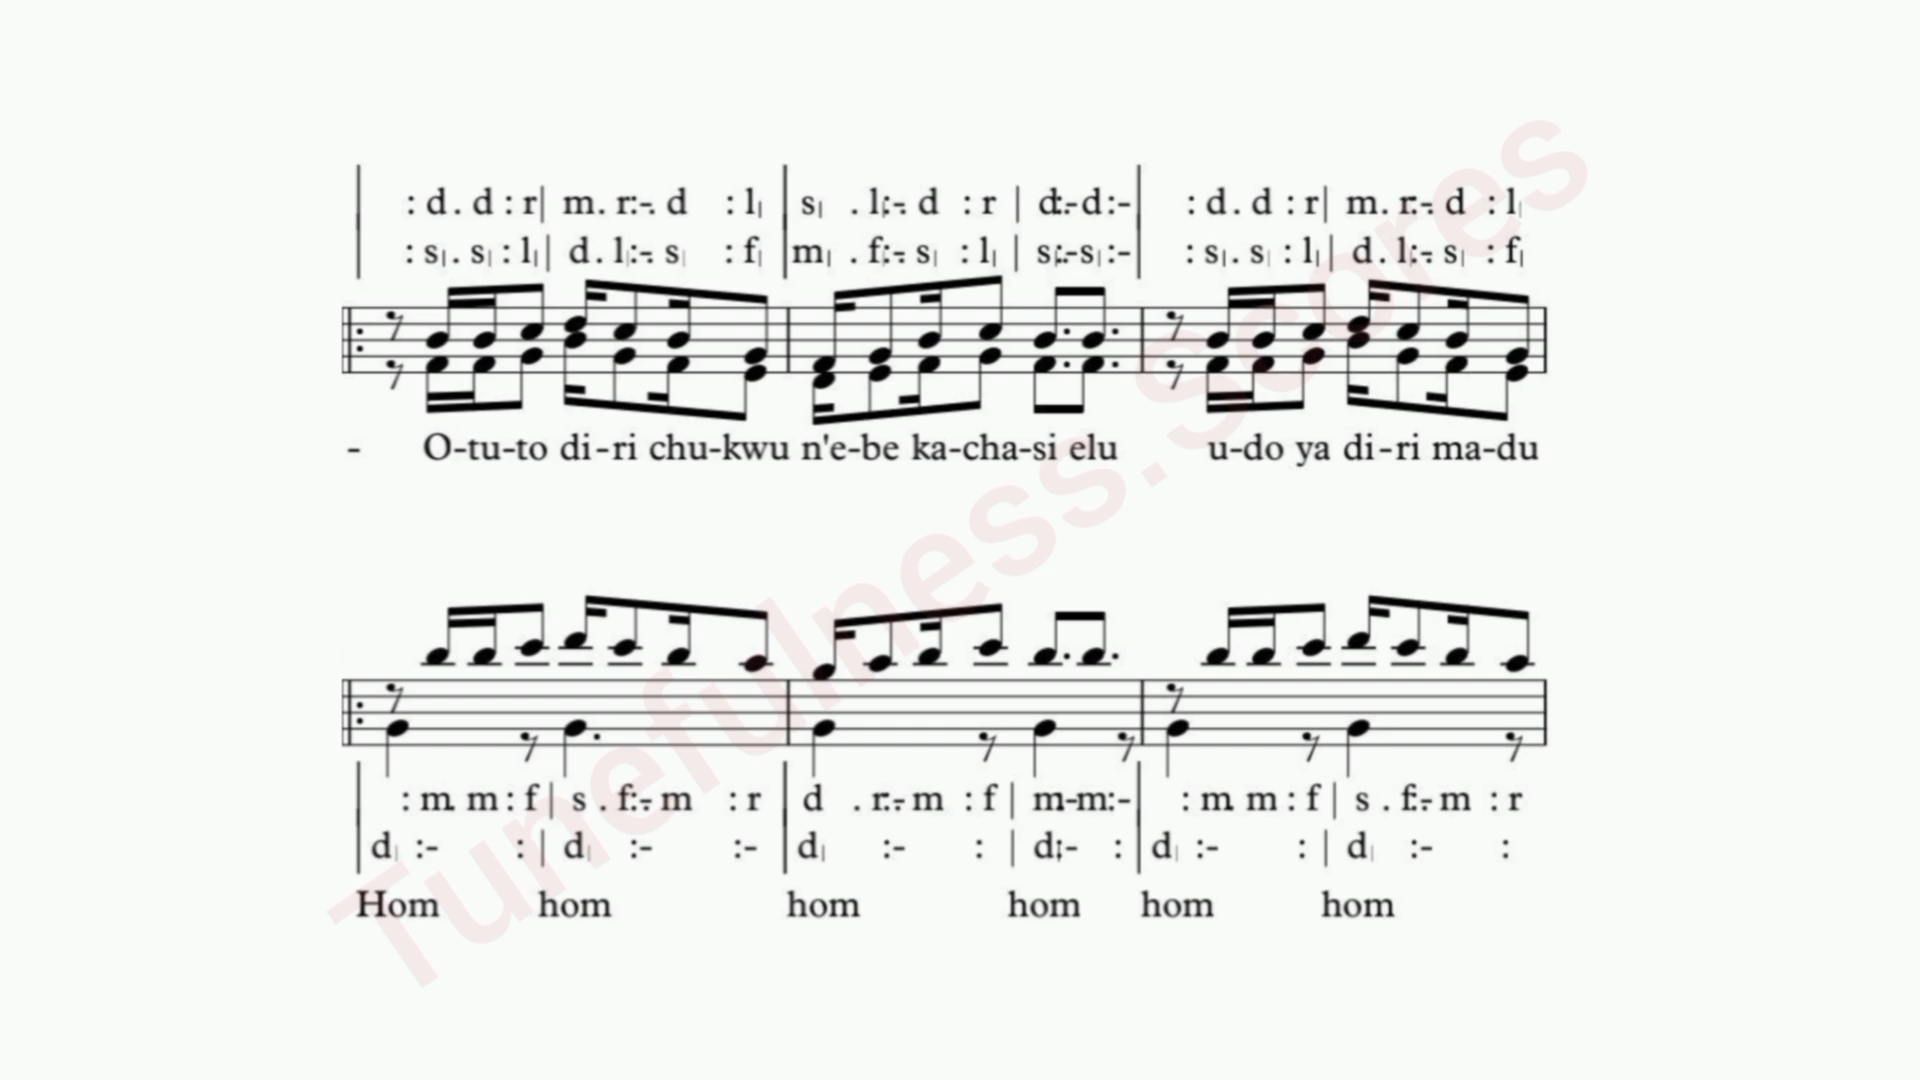 : d . d : r | m . r :- . d : l, | s, . l, :- . d : r | d :- d :- | : d . d : r | m . r :- . d : l,
: s, . s, : l, | d . l, :- . s, : f, | m, . f, :- . s, : l, | s, :- s, :- | : s, . s, : l, | d . l, :- . s, : f,
- O-tu-to di-ri chu-kwu n'e-be ka-cha-si elu u-do ya di-ri ma-du
: m . m : f | s . f :- . m : r | d . r :- . m : f | m :- m :- | : m . m : f | s . f :- . m : r
d, :- : | d, :- :- | d, :- : | d, :- : | d, :- : | d, :- :
Hom hom hom hom hom hom
Tunefulness.scores